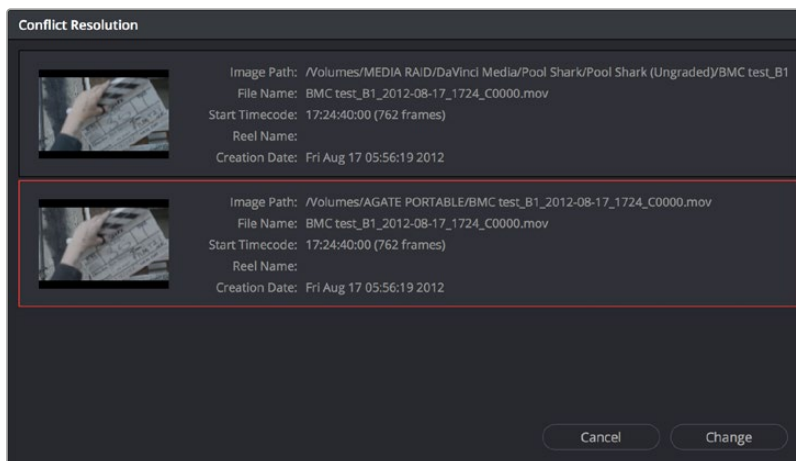 Conflict Resolution
Image Path: /Volumes/MEDIA RAID/DaVinci Media/Pool Shark/Pool Shark (Ungraded)/BMC test_B1
File Name: BMC test_B1_2012-08-17_1724_C0000.mov
Start Timecode: 17:24:40:00 (762 frames)
Reel Name:
Creation Date: Fri Aug 17 05:56:19 2012
Image Path: /Volumes/AGATE PORTABLE/BMC test_B1_2012-08-17_1724_C0000.mov
File Name: BMC test_B1_2012-08-17_1724_C0000.mov
Start Timecode: 17:24:40:00 (762 frames)
Reel Name:
Creation Date: Fri Aug 17 05:56:19 2012
Cancel Change